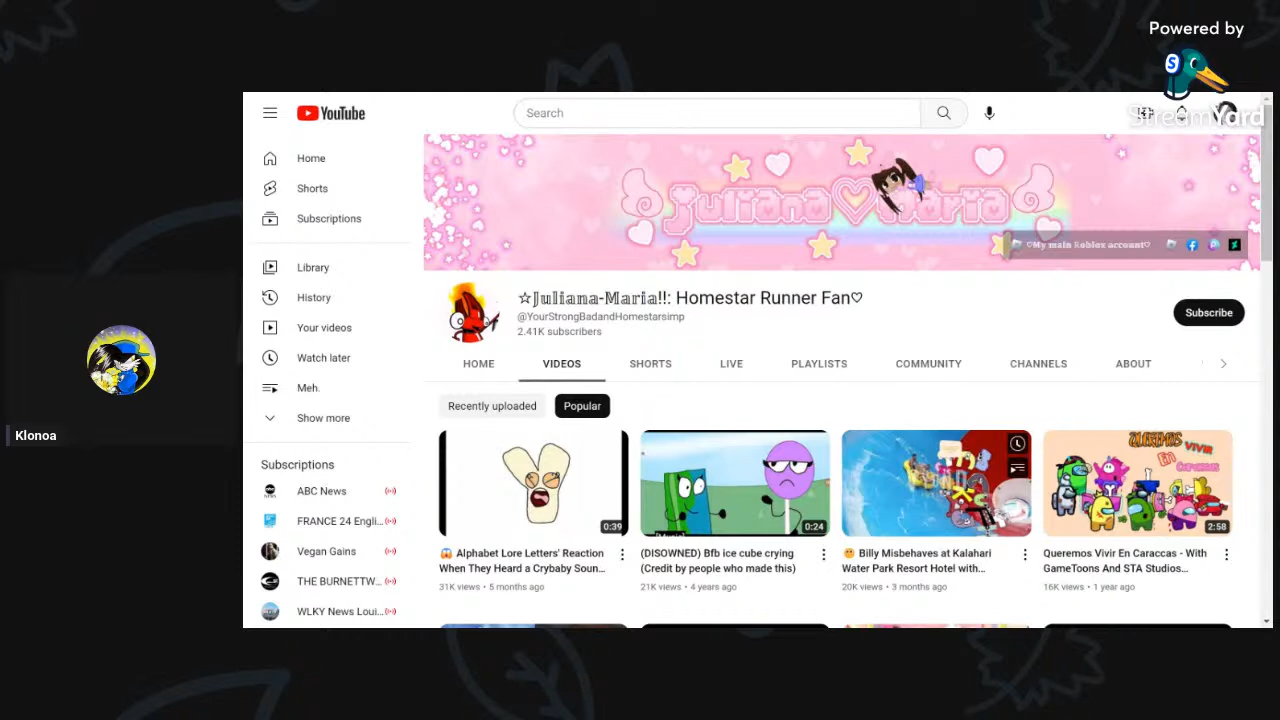 Powered by
StreamYard
YouTube
Search
Home
Shorts
Subscriptions
Library
History
Your videos
Watch later
Meh.
Show more
Subscriptions
ABC News
FRANCE 24 Engli...
Vegan Gains
THE BURNETTW...
WLKY News Loui...
Klonoa
Juliana♡Maria
♡My main Roblox account♡
☆𝕁𝕦𝕝𝕚𝕒𝕟𝕒-𝕄𝕒𝕣𝕚𝕒!!: Homestar Runner Fan♡
@YourStrongBadandHomestarsimp
2.41K subscribers
Subscribe
HOME VIDEOS SHORTS LIVE PLAYLISTS COMMUNITY CHANNELS ABOUT
Recently uploaded Popular
0:39
0:24
QUEREMOS VIVIR
En Caraccas
2:58
😱 Alphabet Lore Letters' Reaction
When They Heard a Crybaby Soun...
31K views • 5 months ago
(DISOWNED) Bfb ice cube crying
(Credit by people who made this)
21K views • 4 years ago
🤭 Billy Misbehaves at Kalahari
Water Park Resort Hotel with...
20K views • 3 months ago
Queremos Vivir En Caraccas - With
GameToons And STA Studios...
16K views • 1 year ago